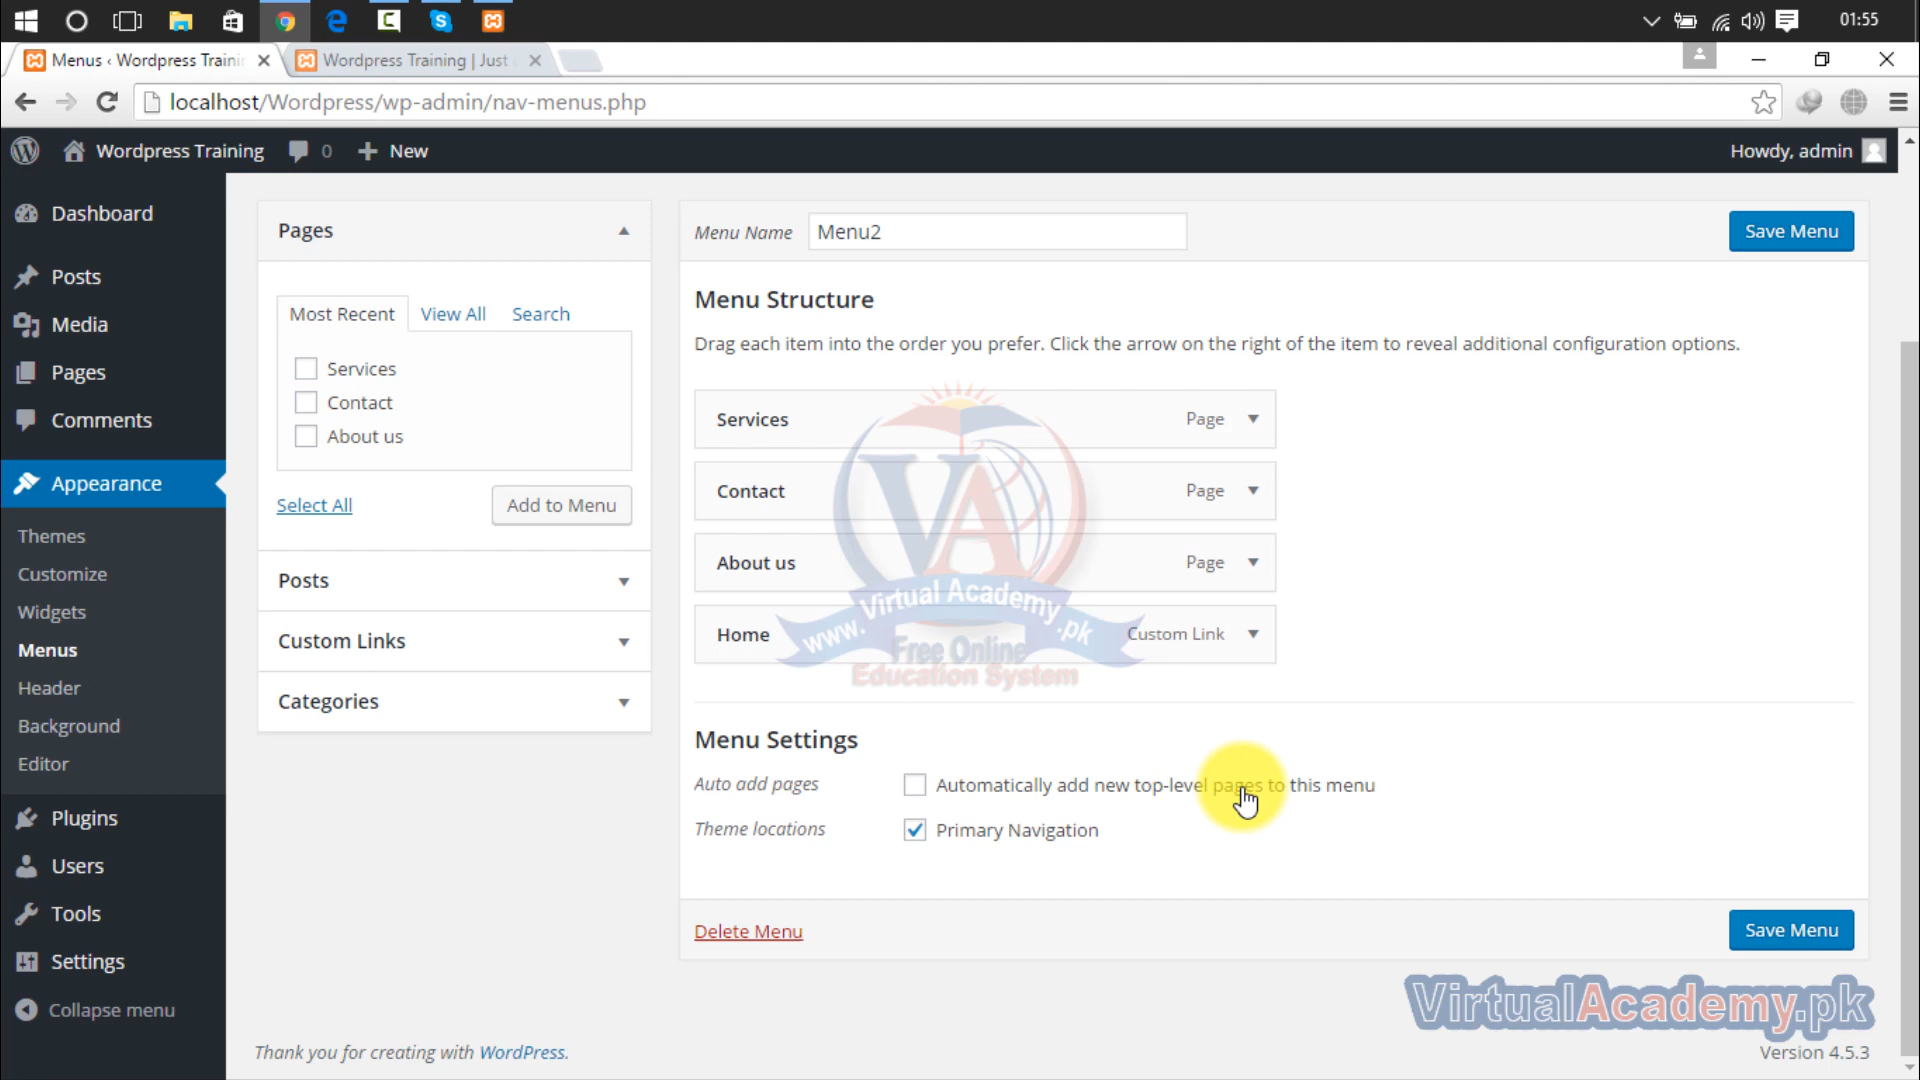 01:55
Menus ‹ Wordpress Trainin
Wordpress Training | Just
localhost/Wordpress/wp-admin/nav-menus.php
Wordpress Training 0 New Howdy, admin
Dashboard
Posts
Media
Pages
Comments
Appearance
Themes
Customize
Widgets
Menus
Header
Background
Editor
Plugins
Users
Tools
Settings
Collapse menu
Pages
Most Recent View All Search
Services
Contact
About us
Select All Add to Menu
Posts
Custom Links
Categories
Menu Name Menu2 Save Menu
Menu Structure
Drag each item into the order you prefer. Click the arrow on the right of the item to reveal additional configuration options.
Services Page
Contact Page
About us Page
Home Custom Link
VA
www.VirtualAcademy.pk
Free Online
Education System
Menu Settings
Auto add pages Automatically add new top-level pages to this menu
Theme locations Primary Navigation
Delete Menu Save Menu
VirtualAcademy.pk
Thank you for creating with WordPress. Version 4.5.3